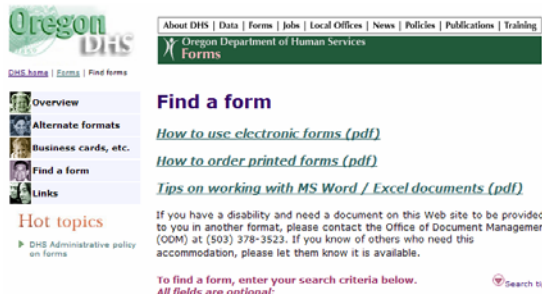 Oregon
DHS
About DHS | Data | Forms | Jobs | Local Offices | News | Policies | Publications | Training
Oregon Department of Human Services
Forms
DHS home | Forms | Find forms
Overview
Alternate formats
Business cards, etc.
Find a form
Links
Hot topics
DHS Administrative policy
on forms
Find a form
How to use electronic forms (pdf)
How to order printed forms (pdf)
Tips on working with MS Word / Excel documents (pdf)
If you have a disability and need a document on this Web site to be provided
to you in another format, please contact the Office of Document Managemen
(ODM) at (503) 378-3523. If you know of others who need this
accommodation, please let them know it is available.
To find a form, enter your search criteria below.
Search ti
All fields are optional: